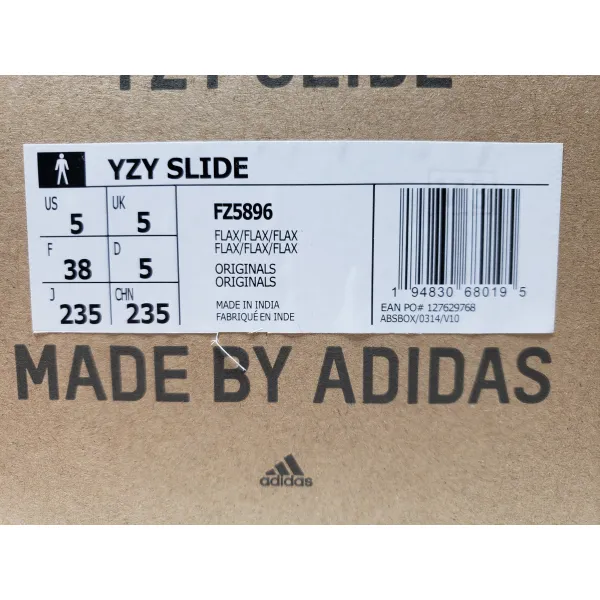 YZY SLIDE
YZY SLIDE
US 5 UK 5
F 38 D 5
J 235 CHN 235
FZ5896
FLAX/FLAX/FLAX
FLAX/FLAX/FLAX
ORIGINALS
ORIGINALS
MADE IN INDIA
FABRIQUÉ EN INDE
1 94830 68019 5
EAN PO# 127629768
ABSBOX/0314/V10
MADE BY ADIDAS
adidas